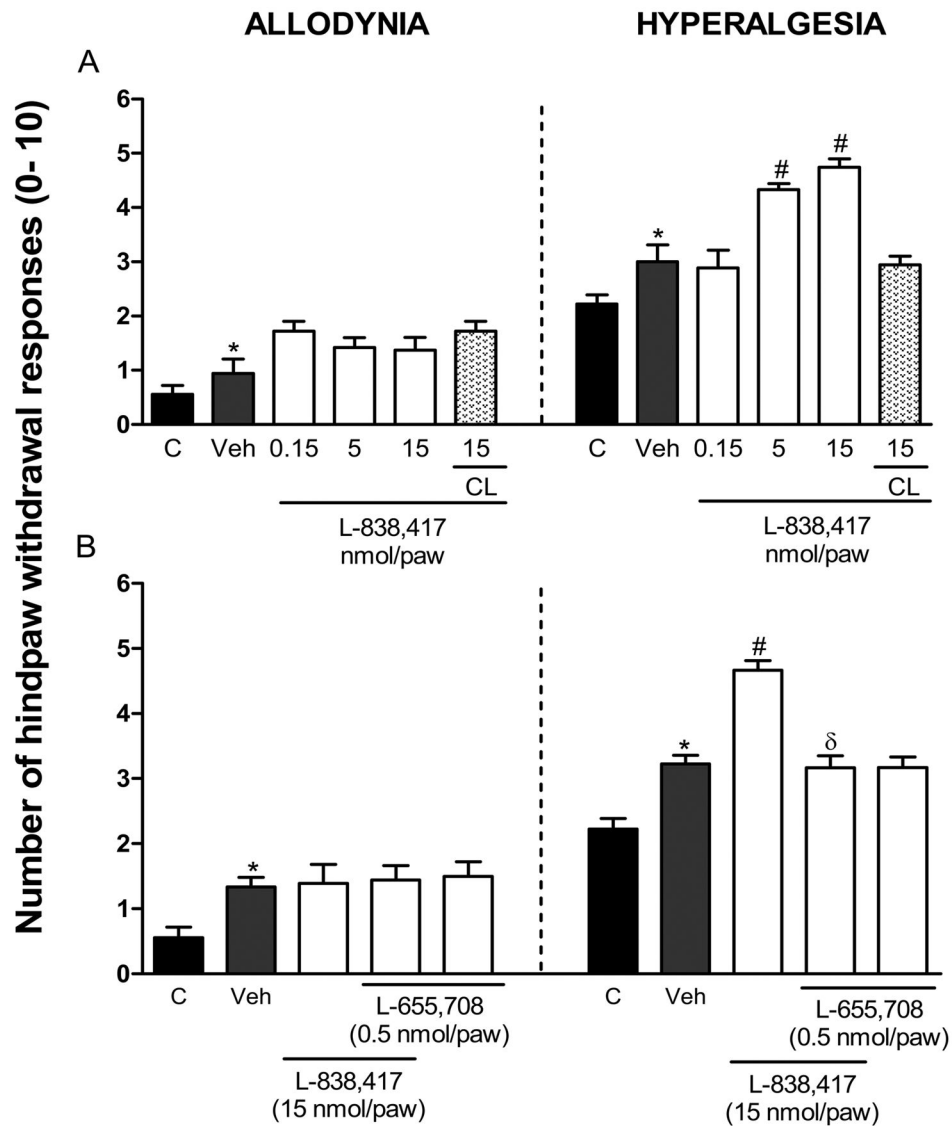 ALLODYNIA
HYPERALGESIA
Number of hindpaw withdrawal responses (0- 10)
A
6
5
4
3
2
1
0
*
C
Veh
0.15
5
15
15
CL
L-838,417
nmol/paw
*
#
#
C
Veh
0.15
5
15
15
CL
L-838,417
nmol/paw
B
6
5
4
3
2
1
0
*
C
Veh
L-655,708
(0.5 nmol/paw)
L-838,417
(15 nmol/paw)
*
#
δ
C
Veh
L-655,708
(0.5 nmol/paw)
L-838,417
(15 nmol/paw)